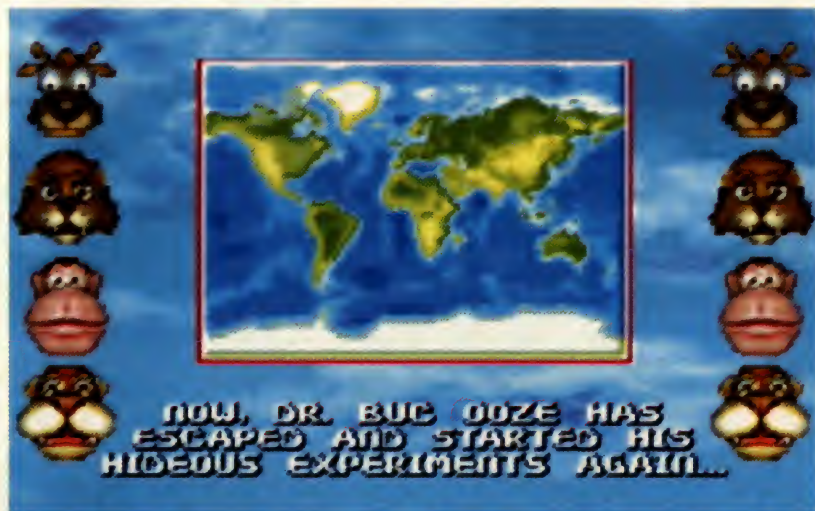 NOW, DR. BUG OOZE HAS
ESCAPED AND STARTED HIS
HIDEOUS EXPERIMENTS AGAIN...